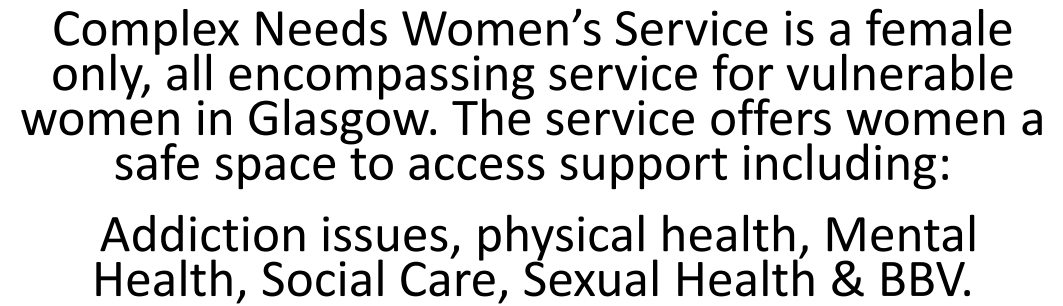 Complex Needs Women’s Service is a female
only, all encompassing service for vulnerable
women in Glasgow. The service offers women a
safe space to access support including:
Addiction issues, physical health, Mental
Health, Social Care, Sexual Health & BBV.